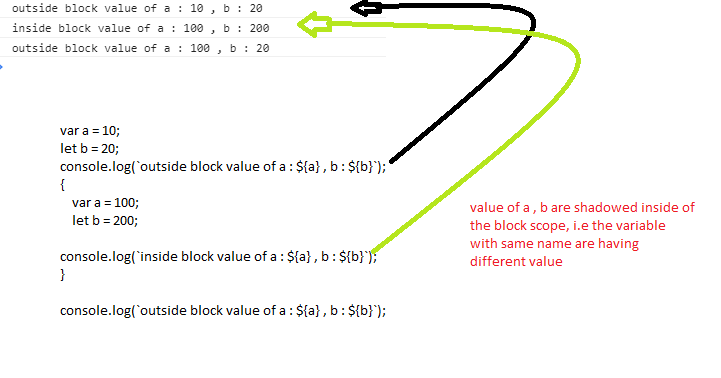 outside block value of a : 10 , b : 20
inside block value of a : 100 , b : 200
outside block value of a : 100 , b : 20
var a = 10;
let b = 20;
console.log(`outside block value of a : ${a} , b : ${b}`);
{
var a = 100;
let b = 200;
console.log(`inside block value of a : ${a} , b : ${b}`);
}
console.log(`outside block value of a : ${a} , b : ${b}`);
value of a , b are shadowed inside of
the block scope, i.e the variable
with same name are having
different value